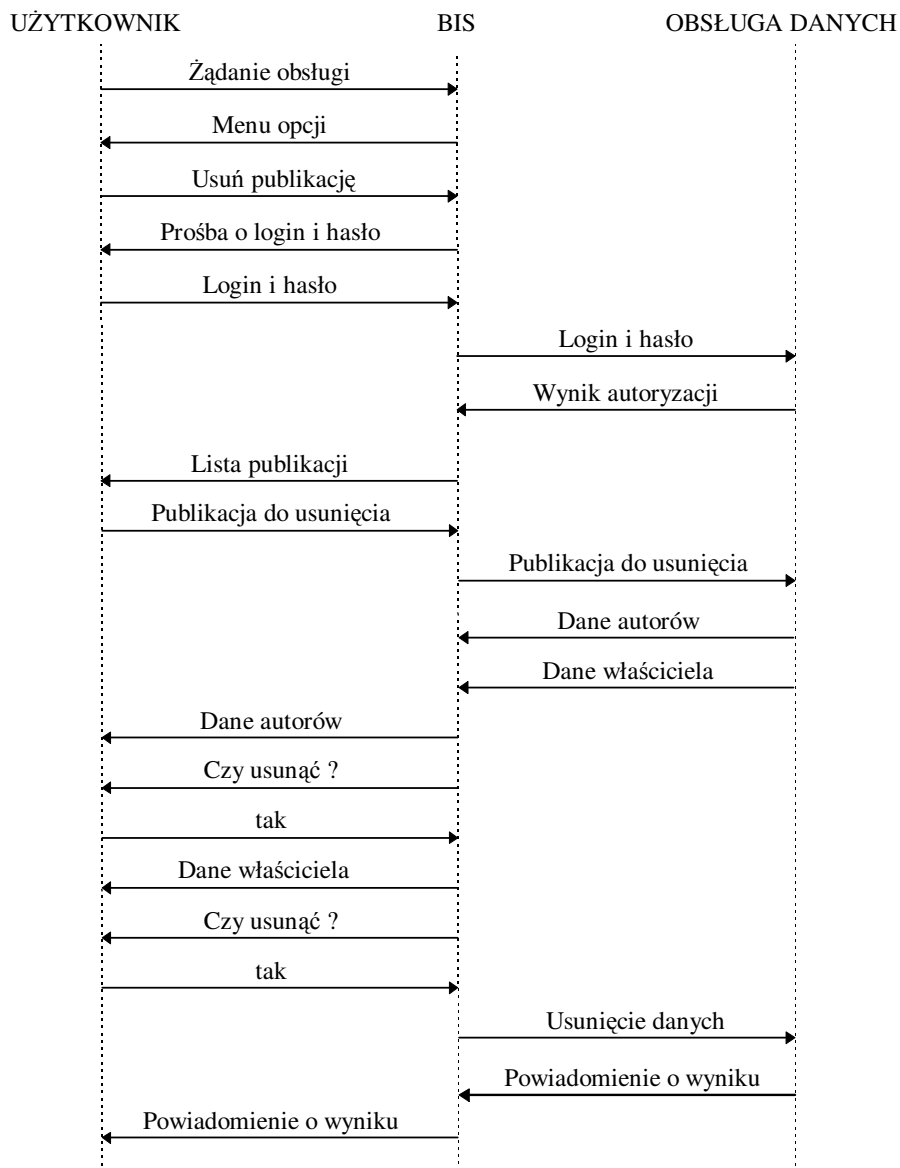 UŻYTKOWNIK BIS OBSŁUGA DANYCH
Żądanie obsługi
Menu opcji
Usuń publikację
Prośba o login i hasło
Login i hasło
Login i hasło
Wynik autoryzacji
Lista publikacji
Publikacja do usunięcia
Publikacja do usunięcia
Dane autorów
Dane właściciela
Dane autorów
Czy usunąć ?
tak
Dane właściciela
Czy usunąć ?
tak
Usunięcie danych
Powiadomienie o wyniku
Powiadomienie o wyniku